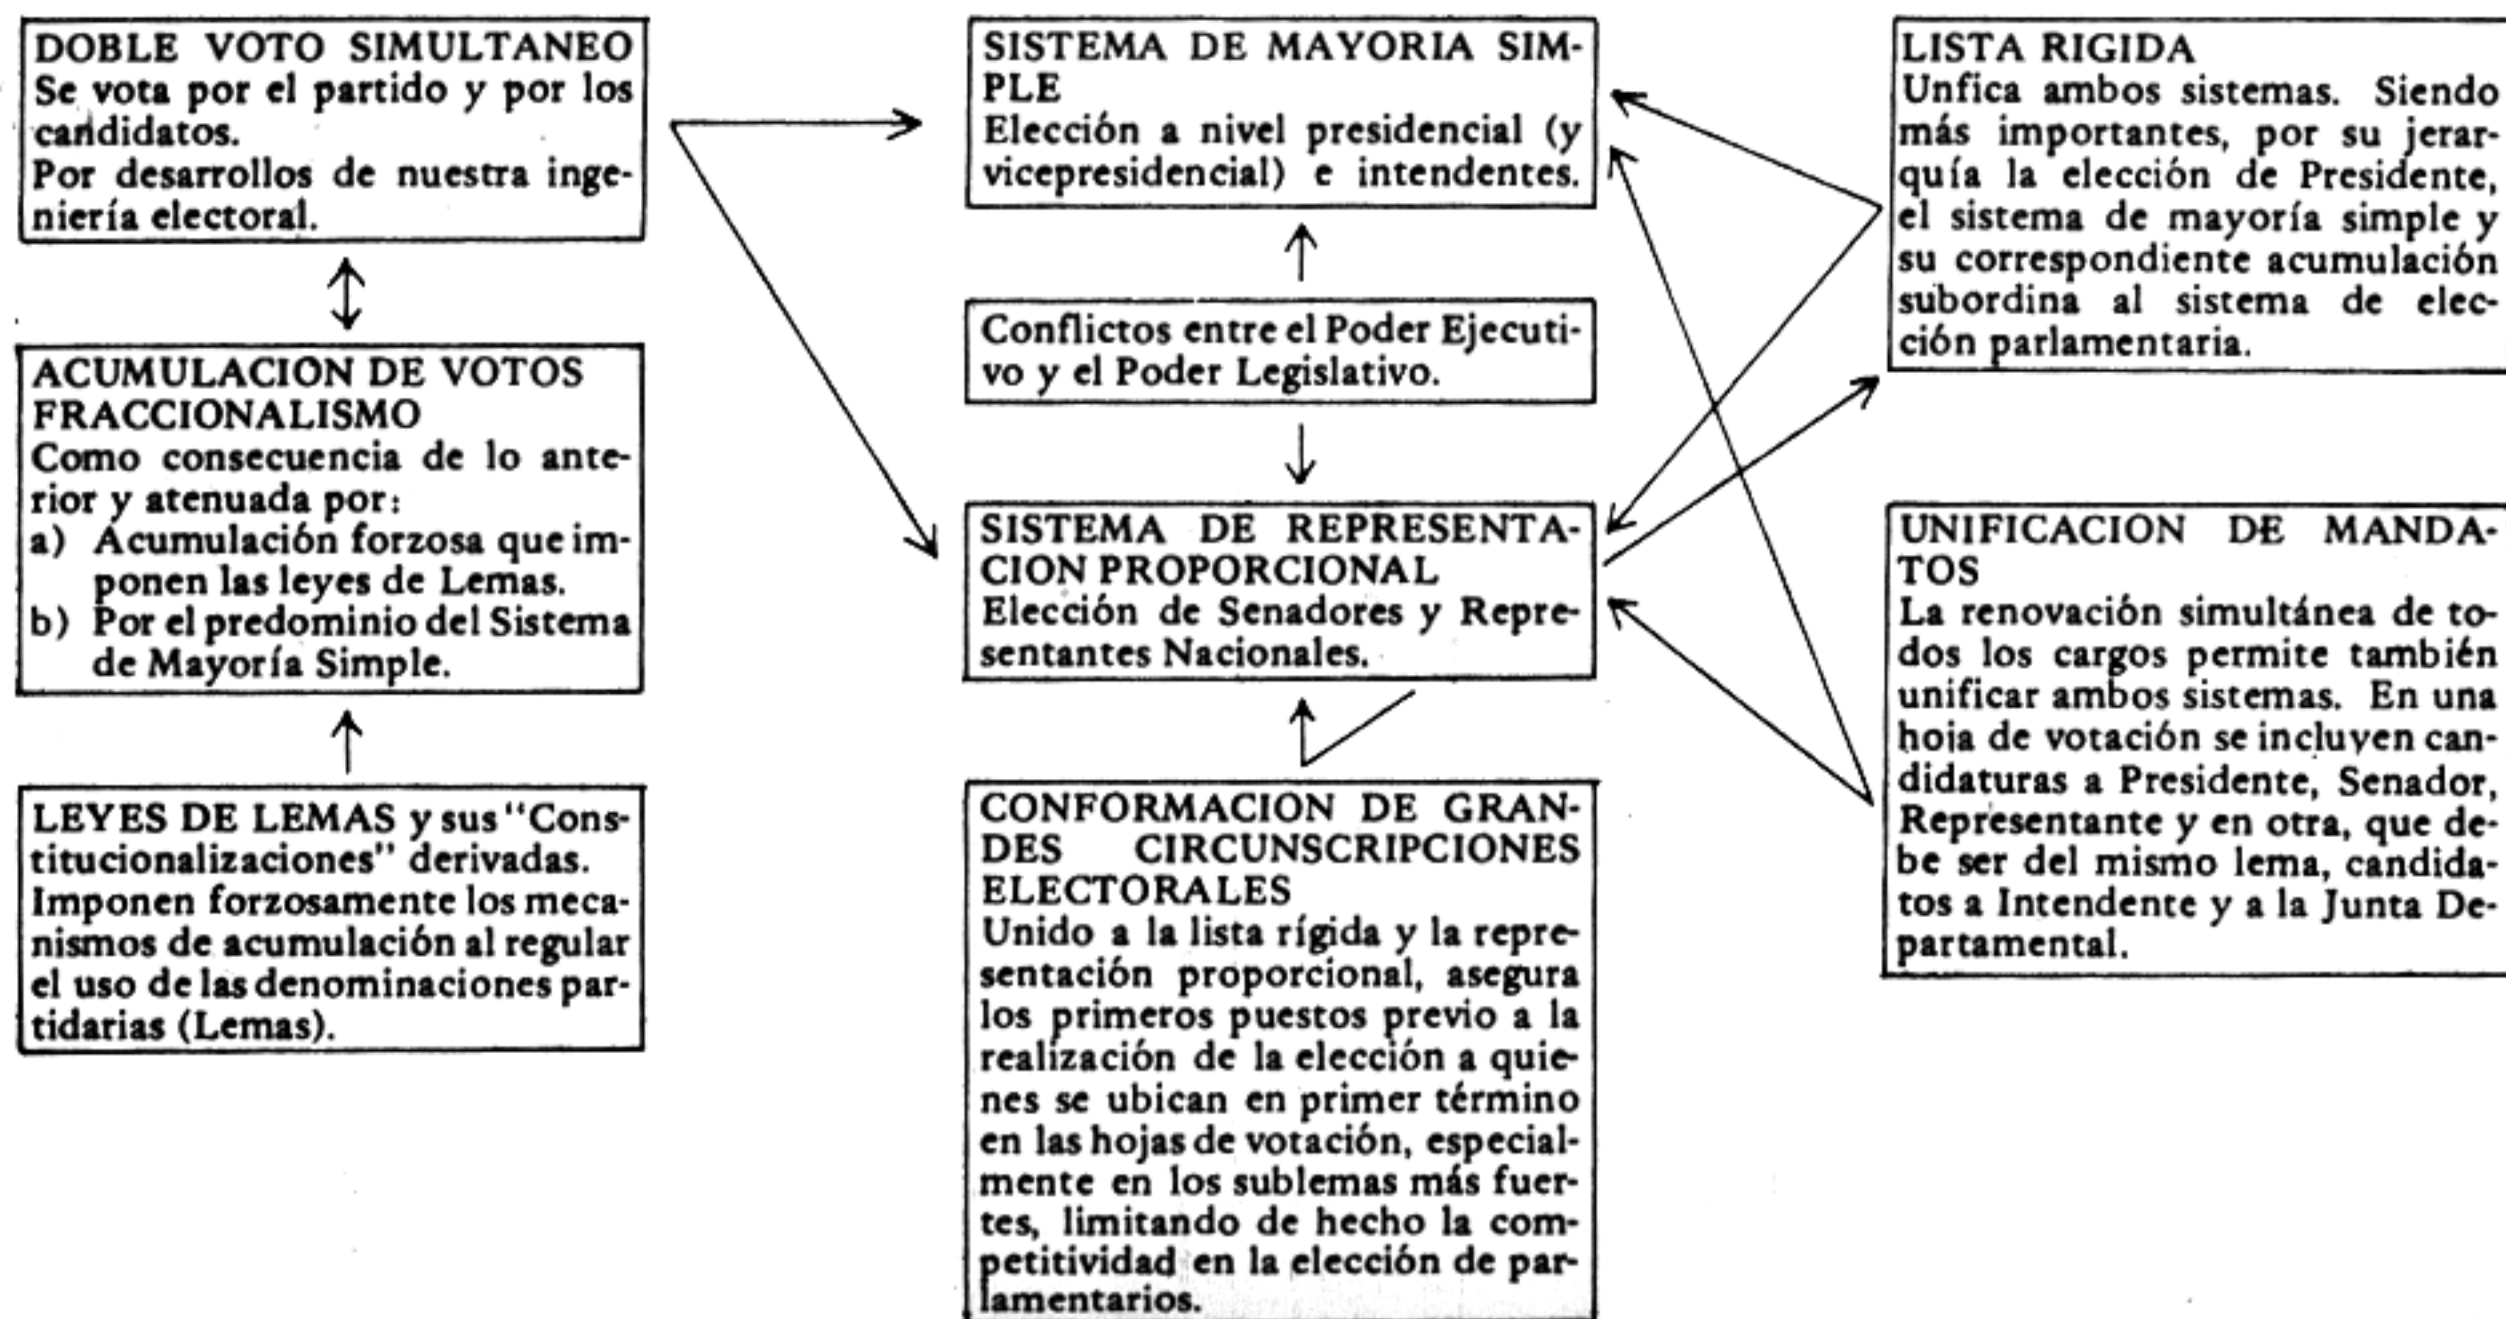 DOBLE VOTO SIMULTANEO
Se vota por el partido y por los
candidatos.
Por desarrollos de nuestra inge-
niería electoral.
ACUMULACION DE VOTOS
FRACCIONALISMO
Como consecuencia de lo ante-
rior y atenuada por:
a) Acumulación forzosa que im-
ponen las leyes de Lemas.
b) Por el predominio del Sistema
de Mayoría Simple.
LEYES DE LEMAS y sus "Cons-
titucionalizaciones" derivadas.
Imponen forzosamente los meca-
nismos de acumulación al regular
el uso de las denominaciones par-
tidarias (Lemas).
SISTEMA DE MAYORIA SIM-
PLE
Elección a nivel presidencial (y
vicepresidencial) e intendentes.
Conflictos entre el Poder Ejecuti-
vo y el Poder Legislativo.
SISTEMA DE REPRESENTA-
CION PROPORCIONAL
Elección de Senadores y Repre-
sentantes Nacionales.
CONFORMACION DE GRAN-
DES CIRCUNSCRIPCIONES
ELECTORALES
Unido a la lista rígida y la repre-
sentación proporcional, asegura
los primeros puestos previo a la
realización de la elección a quie-
nes se ubican en primer término
en las hojas de votación, especial-
mente en los sublemas más fuer-
tes, limitando de hecho la com-
petitividad en la elección de par-
lamentarios.
LISTA RIGIDA
Unfica ambos sistemas. Siendo
más importantes, por su jerar-
quía la elección de Presidente,
el sistema de mayoría simple y
su correspondiente acumulación
subordina al sistema de elec-
ción parlamentaria.
UNIFICACION DE MANDA-
TOS
La renovación simultánea de to-
dos los cargos permite también
unificar ambos sistemas. En una
hoja de votación se incluyen can-
didaturas a Presidente, Senador,
Representante y en otra, que de-
be ser del mismo lema, candida-
tos a Intendente y a la Junta De-
partamental.